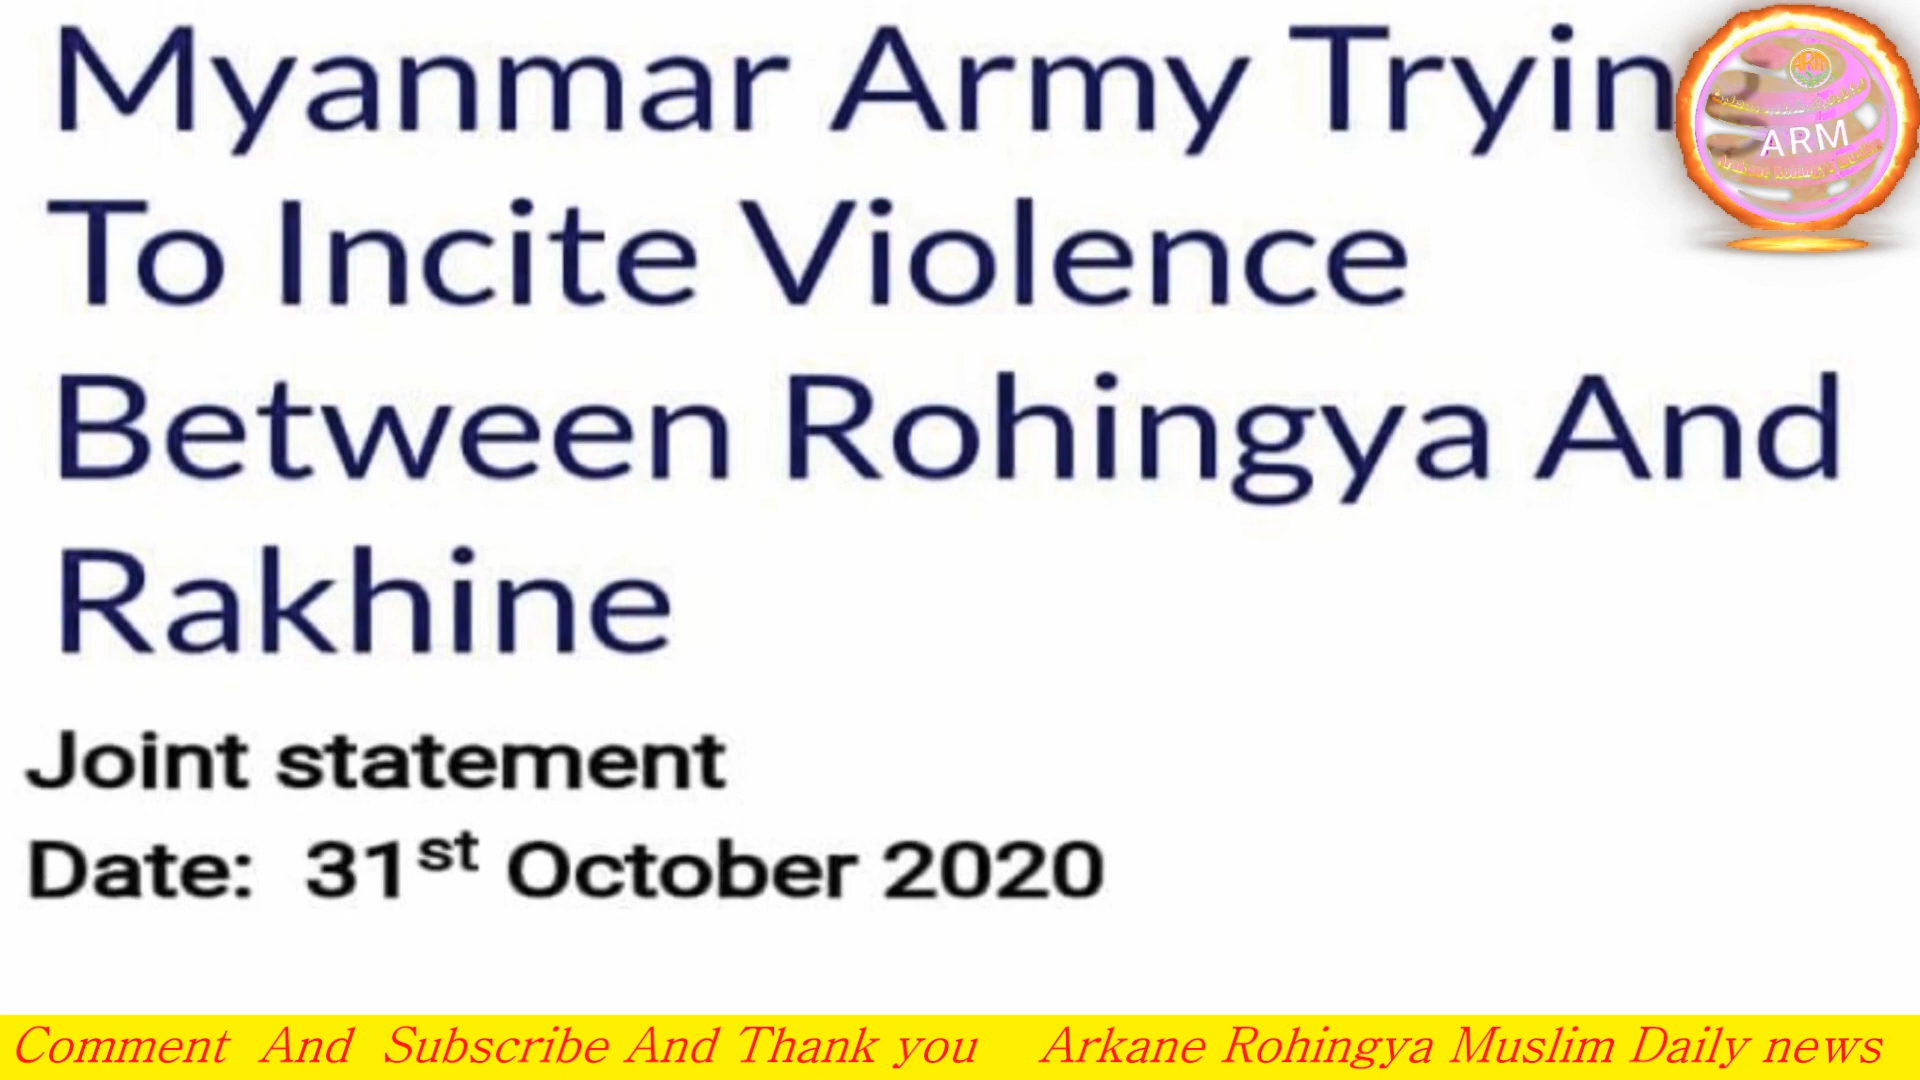 Myanmar Army Tryin
To Incite Violence
Between Rohingya And
Rakhine
Joint statement
Date: 31st October 2020
ARM
Comment And Subscribe And Thank you Arkane Rohingya Muslim Daily news